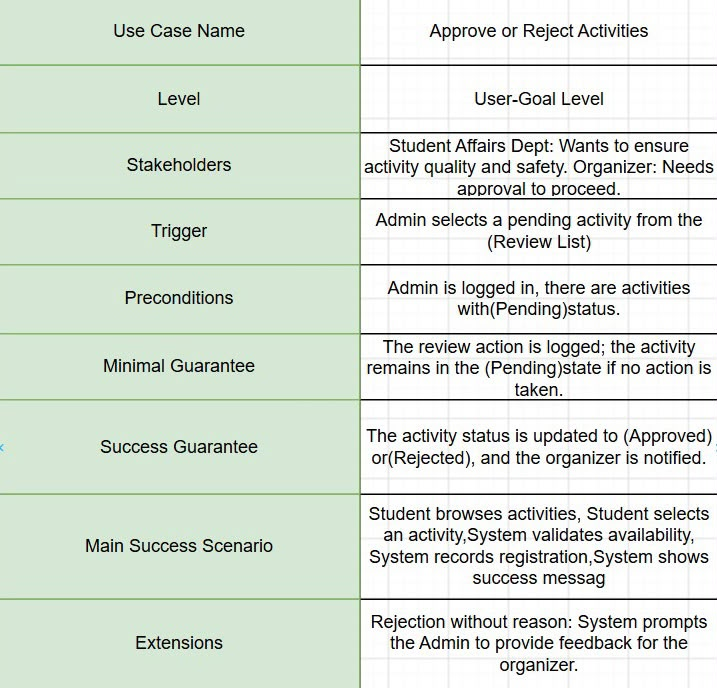 Use Case Name
Approve or Reject Activities
Level
User-Goal Level
Stakeholders
Student Affairs Dept: Wants to ensure
activity quality and safety. Organizer: Needs
approval to proceed.
Trigger
Admin selects a pending activity from the
(Review List)
Preconditions
Admin is logged in, there are activities
with(Pending)status.
Minimal Guarantee
The review action is logged; the activity
remains in the (Pending)state if no action is
taken.
Success Guarantee
The activity status is updated to (Approved)
or(Rejected), and the organizer is notified.
Main Success Scenario
Student browses activities, Student selects
an activity,System validates availability,
System records registration,System shows
success messag
Extensions
Rejection without reason: System prompts
the Admin to provide feedback for the
organizer.